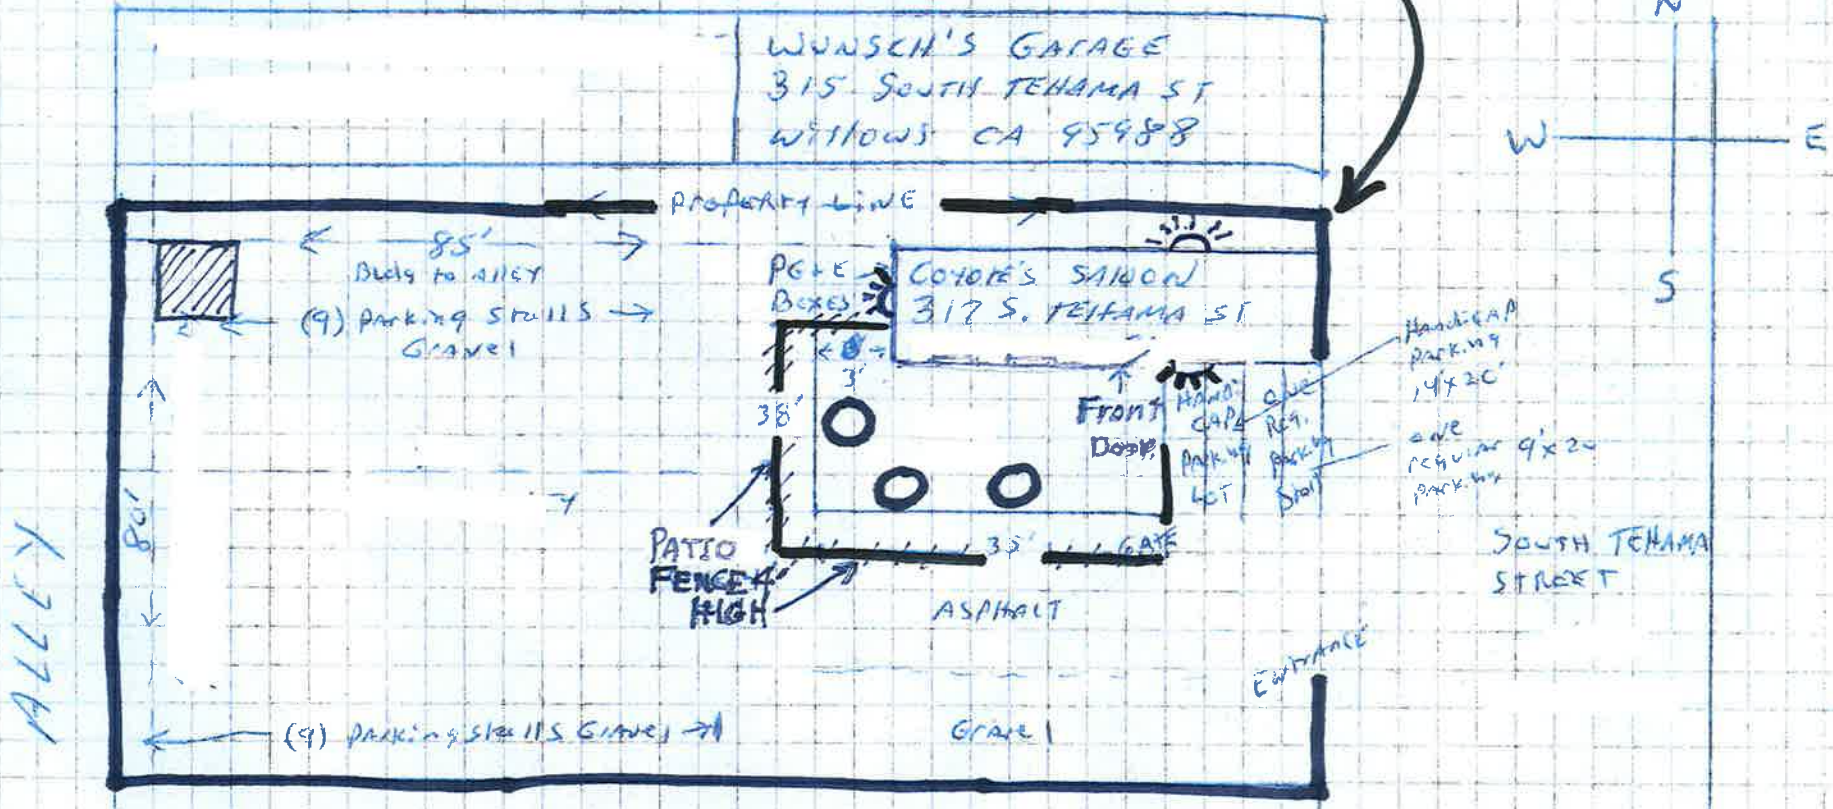 N
WUNSCH'S GARAGE
315 SOUTH TEHAMA ST
Willows CA 95988
W
E
S
PROPERTY LINE
85'
Bldg to Alley
(9) Parking Stalls
Gravel
PG&E
Boxes
COYOTE'S SALOON
317 S. TEHAMA ST
3'
38'
Front
Door
HANDI
CAP
Parking
LOT
one
Reg.
parking
Stall
Handicap
parking
14'x20'
one
regular 9'x20
parking
PATIO
FENCE 4'
HIGH
35'
GATE
ASPHALT
SOUTH TEHAMA
STREET
80'
ALLEY
ENTRANCE
(9) Parking stalls Gravel
Gravel